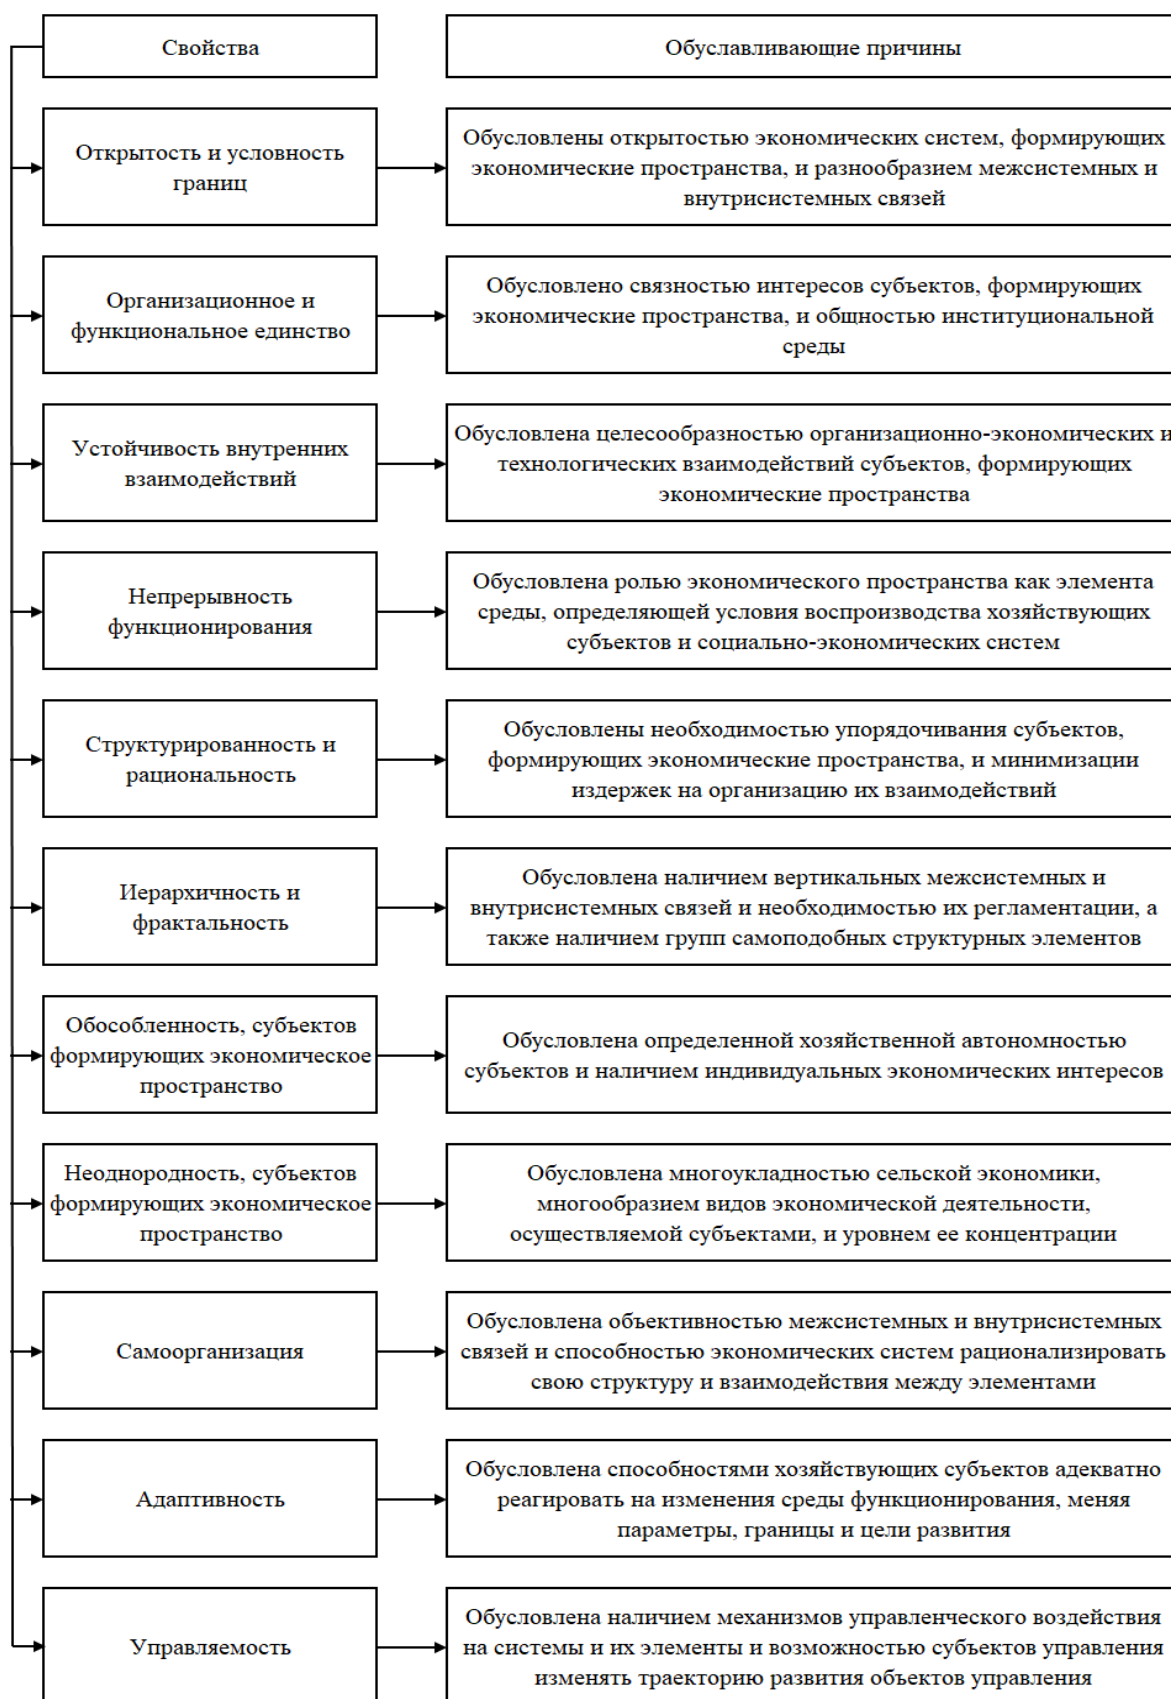 Свойства
Обуславливающие причины
Открытость и условность
границ
Обусловлены открытостью экономических систем, формирующих
экономические пространства, и разнообразием межсистемных и
внутрисистемных связей
Организационное и
функциональное единство
Обусловлено связностью интересов субъектов, формирующих
экономические пространства, и общностью институциональной
среды
Устойчивость внутренних
взаимодействий
Обусловлена целесообразностью организационно-экономических и
технологических взаимодействий субъектов, формирующих
экономические пространства
Непрерывность
функционирования
Обусловлена ролью экономического пространства как элемента
среды, определяющей условия воспроизводства хозяйствующих
субъектов и социально-экономических систем
Структурированность и
рациональность
Обусловлены необходимостью упорядочивания субъектов,
формирующих экономические пространства, и минимизации
издержек на организацию их взаимодействий
Иерархичность и
фрактальность
Обусловлена наличием вертикальных межсистемных и
внутрисистемных связей и необходимостью их регламентации, а
также наличием групп самоподобных структурных элементов
Обособленность, субъектов
формирующих экономическое
пространство
Обусловлена определенной хозяйственной автономностью
субъектов и наличием индивидуальных экономических интересов
Неоднородность, субъектов
формирующих экономическое
пространство
Обусловлена многоукладностью сельской экономики,
многообразием видов экономической деятельности,
осуществляемой субъектами, и уровнем ее концентрации
Самоорганизация
Обусловлена объективностью межсистемных и внутрисистемных
связей и способностью экономических систем рационализировать
свою структуру и взаимодействия между элементами
Адаптивность
Обусловлена способностями хозяйствующих субъектов адекватно
реагировать на изменения среды функционирования, меняя
параметры, границы и цели развития
Управляемость
Обусловлена наличием механизмов управленческого воздействия
на системы и их элементы и возможностью субъектов управления
изменять траекторию развития объектов управления